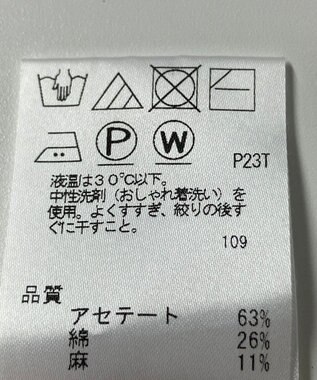 P W
P23T
液温は30℃以下。
中性洗剤(おしゃれ着洗い)を
使用。よくすすぎ、絞りの後す
ぐに干すこと。
109
品質
アセテート 63%
綿 26%
麻 11%